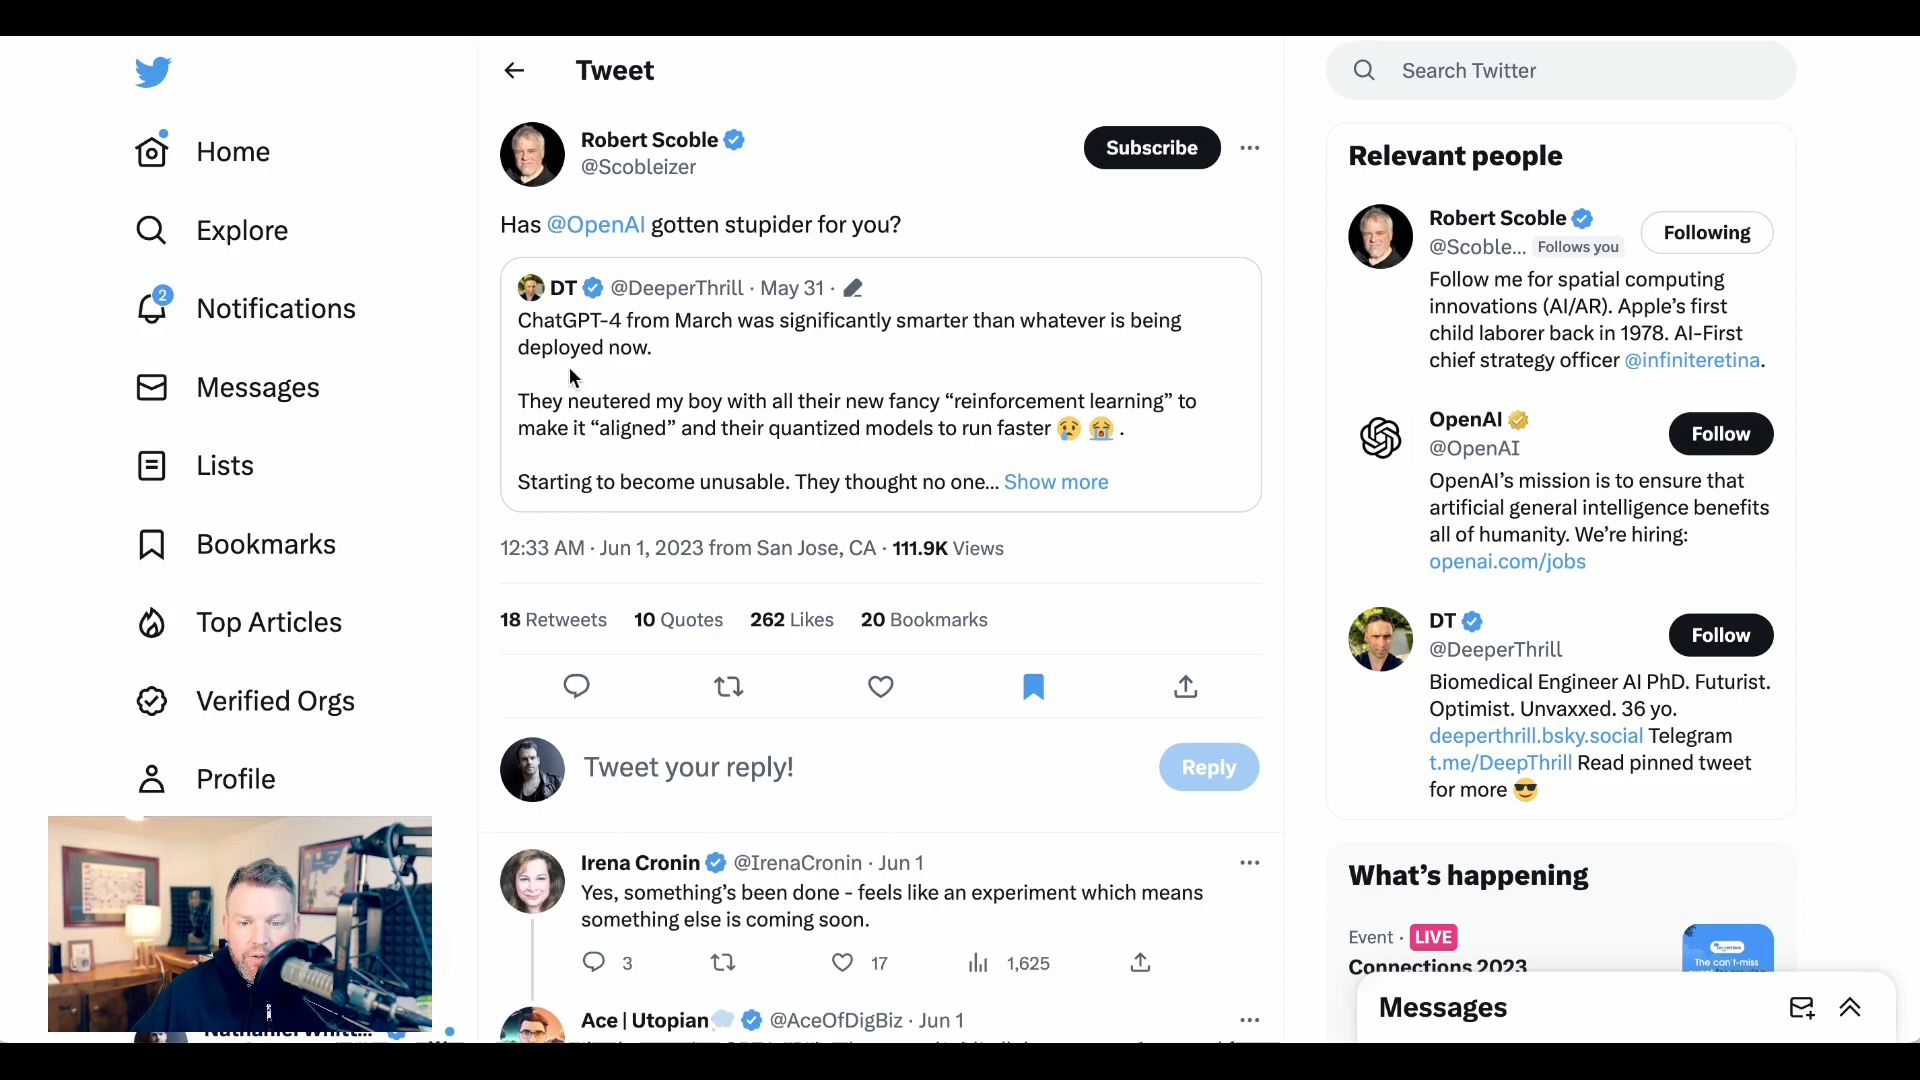 Home
Explore
2
Notifications
Messages
Lists
Bookmarks
Top Articles
Verified Orgs
Profile
Tweet
Robert Scoble
@Scobleizer
Subscribe
Has @OpenAI gotten stupider for you?
DT @DeeperThrill · May 31 ·
ChatGPT-4 from March was significantly smarter than whatever is being
deployed now.
They neutered my boy with all their new fancy “reinforcement learning” to
make it “aligned” and their quantized models to run faster 😢 😭 .
Starting to become unusable. They thought no one... Show more
12:33 AM · Jun 1, 2023 from San Jose, CA · 111.9K Views
18 Retweets 10 Quotes 262 Likes 20 Bookmarks
Tweet your reply!
Reply
Irena Cronin @IrenaCronin · Jun 1
Yes, something’s been done - feels like an experiment which means
something else is coming soon.
3 17 1,625
Ace | Utopian @AceOfDigBiz · Jun 1
Search Twitter
Relevant people
Robert Scoble
@Scoble... Follows you
Following
Follow me for spatial computing
innovations (AI/AR). Apple’s first
child laborer back in 1978. AI-First
chief strategy officer @infiniteretina.
OpenAI
@OpenAI
Follow
OpenAI’s mission is to ensure that
artificial general intelligence benefits
all of humanity. We’re hiring:
openai.com/jobs
DT
@DeeperThrill
Follow
Biomedical Engineer AI PhD. Futurist.
Optimist. Unvaxxed. 36 yo.
deeperthrill.bsky.social Telegram
t.me/DeepThrill Read pinned tweet
for more 😎
What’s happening
Event · LIVE
Connections 2023
The can't-miss
Messages